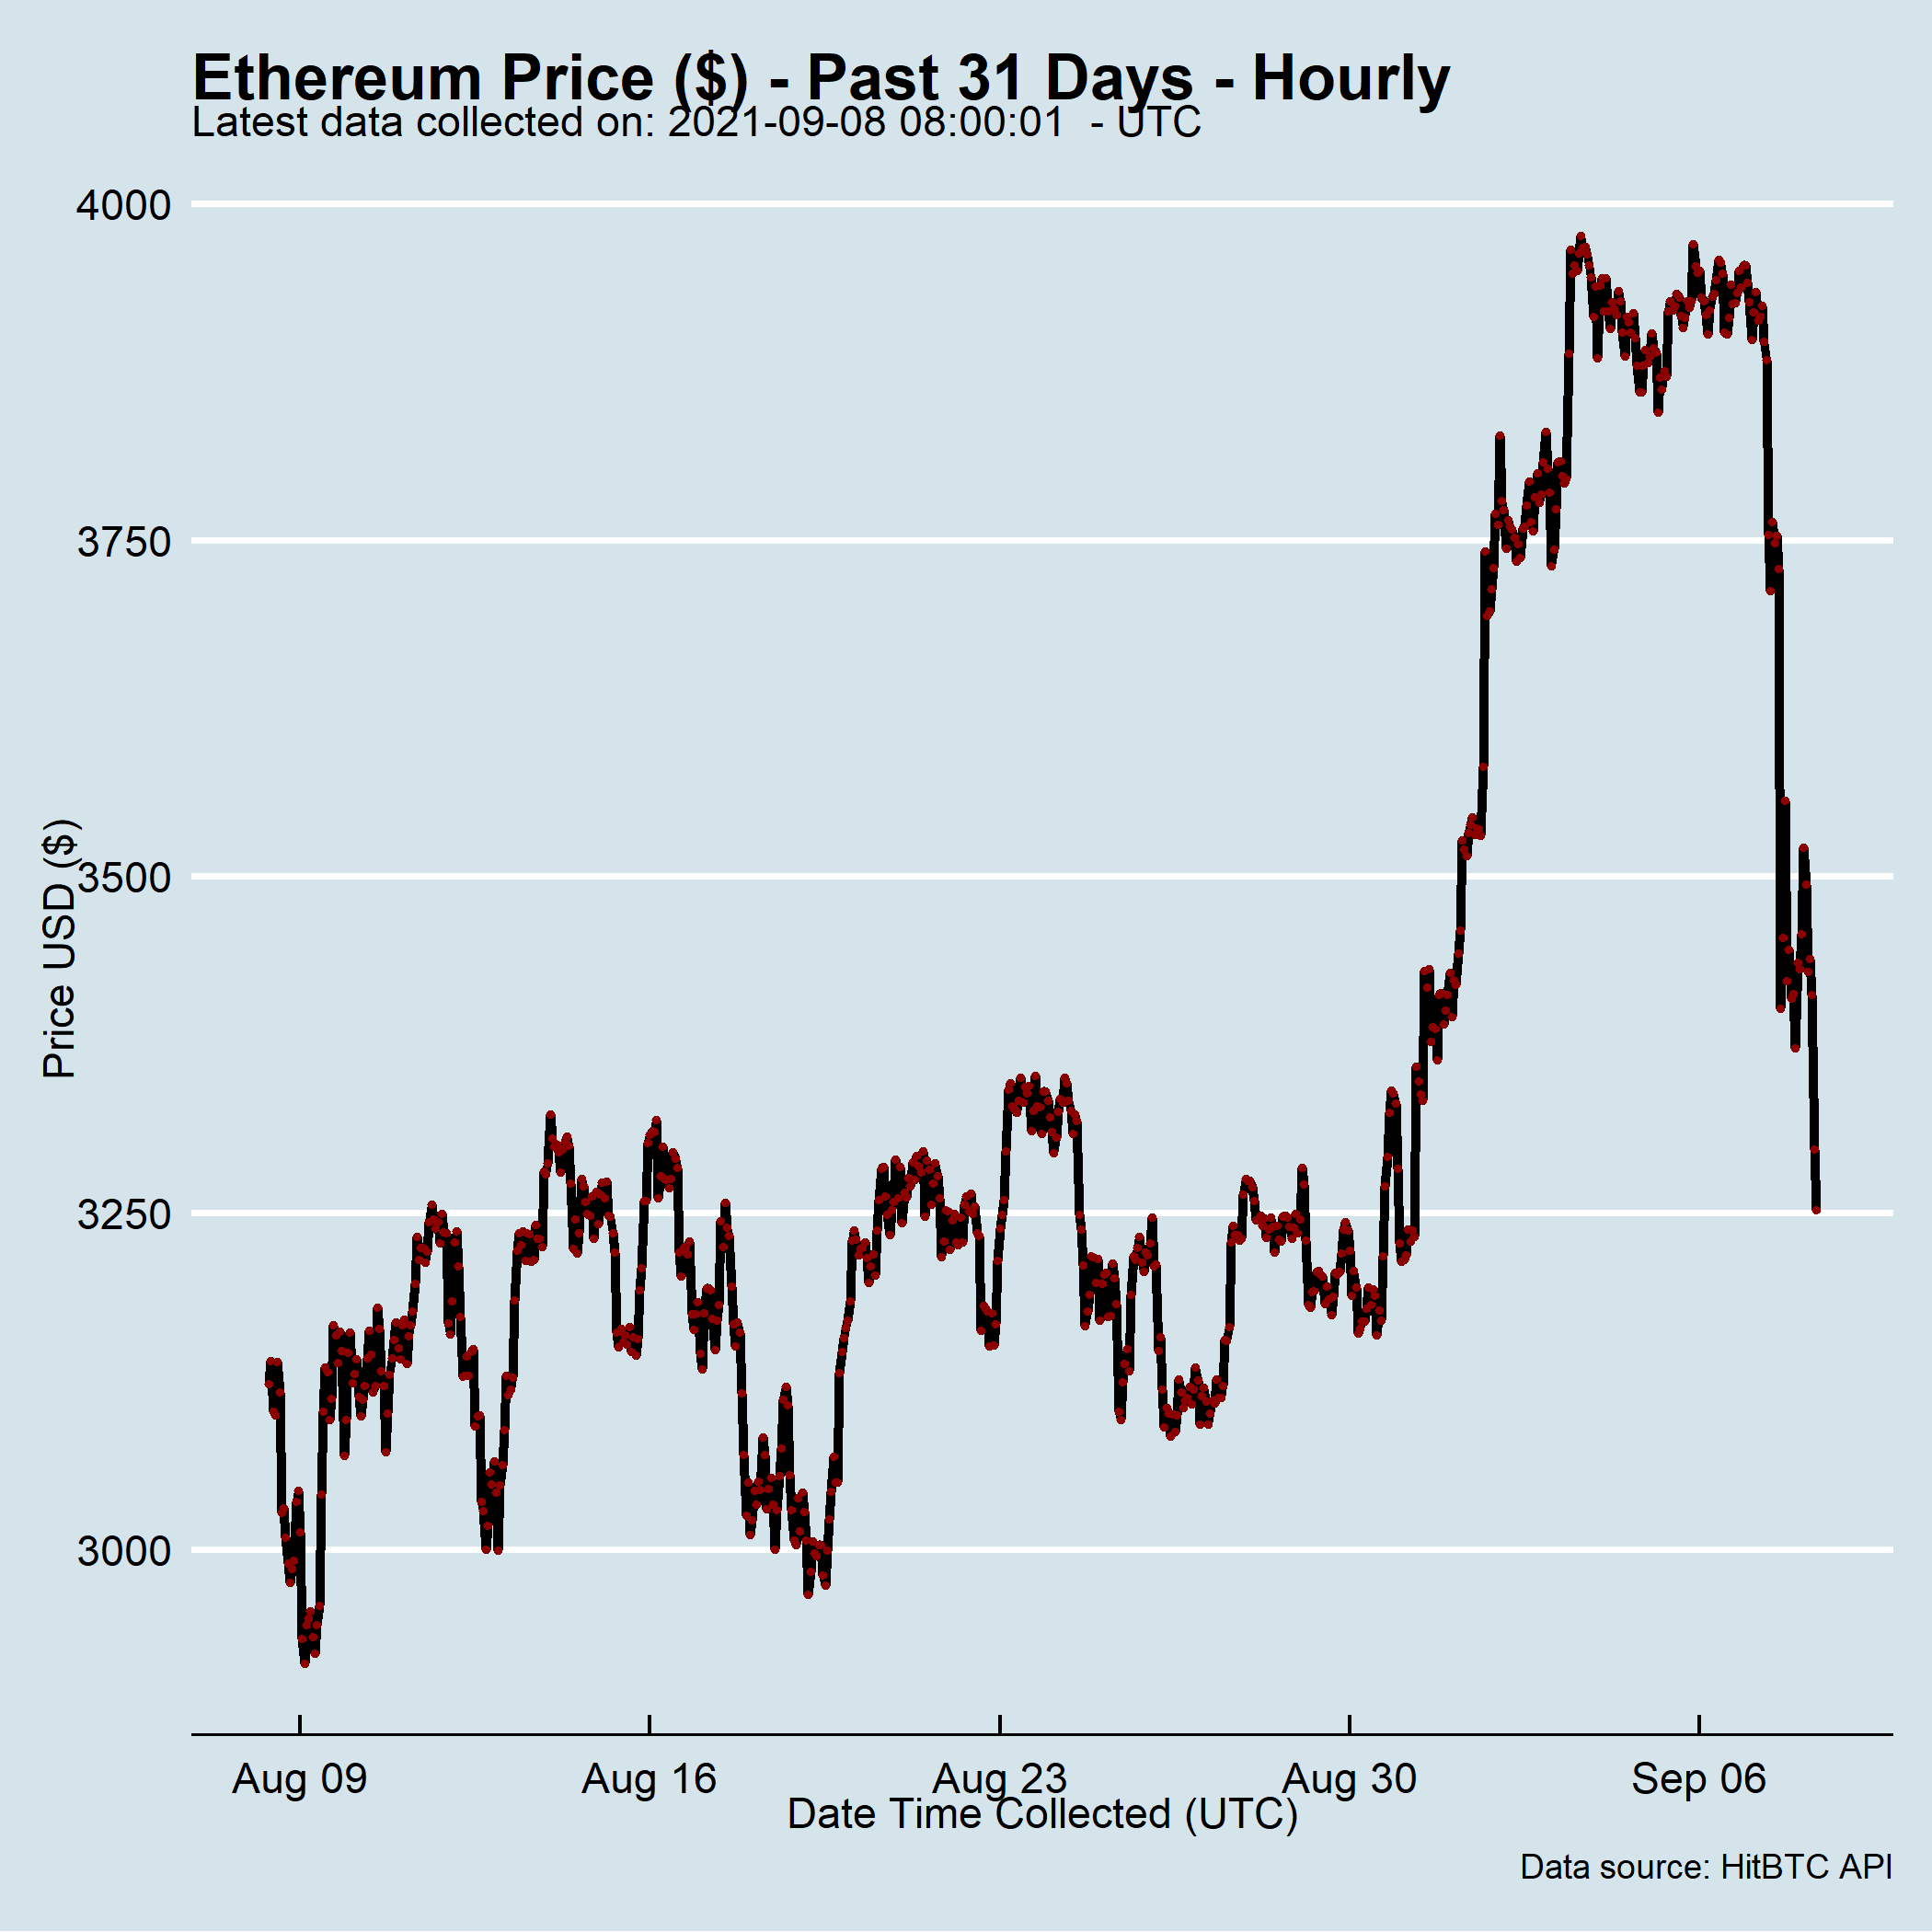 Ethereum Price ($) - Past 31 Days - Hourly
Latest data collected on: 2021-09-08 08:00:01  - UTC
4000
3750
3500
3250
3000
Price USD ($)
Aug 09 Aug 16 Aug 23 Aug 30 Sep 06
Date Time Collected (UTC)
Data source: HitBTC API